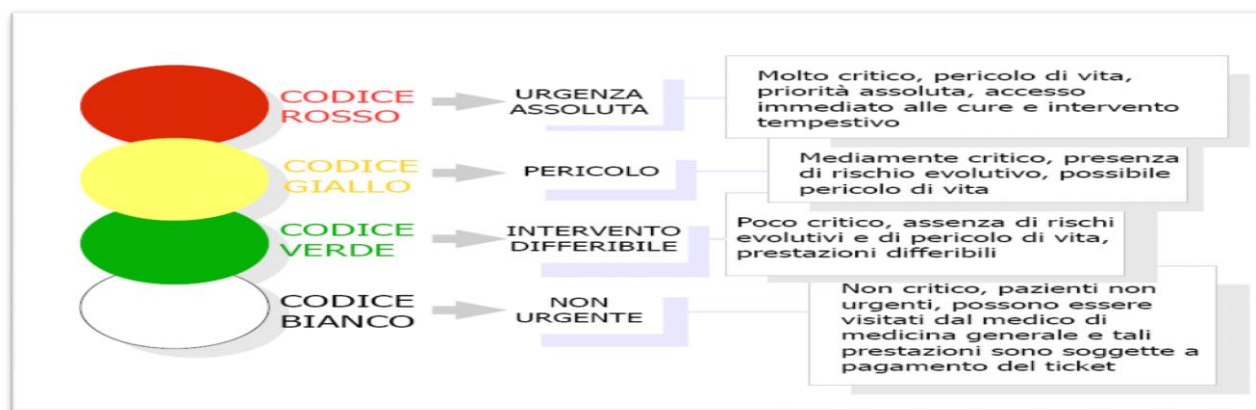 CODICE
ROSSO
URGENZA
ASSOLUTA
Molto critico, pericolo di vita,
priorità assoluta, accesso
immediato alle cure e intervento
tempestivo
CODICE
GIALLO
PERICOLO
Mediamente critico, presenza
di rischio evolutivo, possibile
pericolo di vita
CODICE
VERDE
INTERVENTO
DIFFERIBILE
Poco critico, assenza di rischi
evolutivi e di pericolo di vita,
prestazioni differibili
CODICE
BIANCO
NON
URGENTE
Non critico, pazienti non
urgenti, possono essere
visitati dal medico di
medicina generale e tali
prestazioni sono soggette a
pagamento del ticket